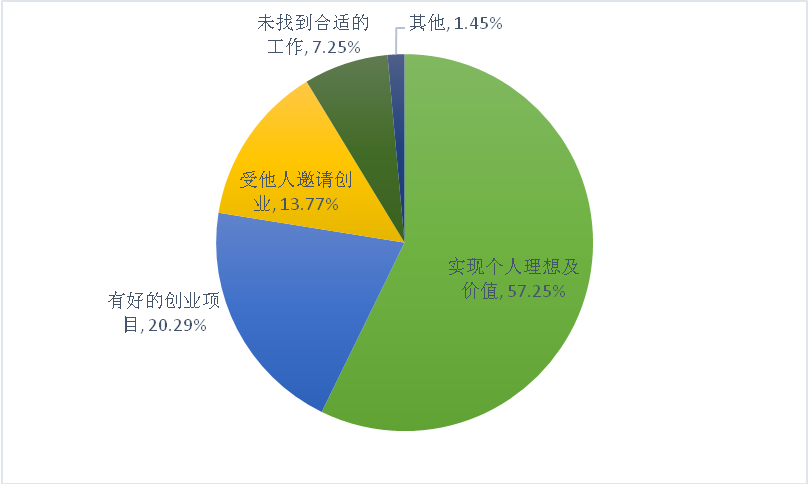 未找到合适的
工作, 7.25%
其他, 1.45%
受他人邀请创
业, 13.77%
实现个人理想及
价值, 57.25%
有好的创业项
目, 20.29%